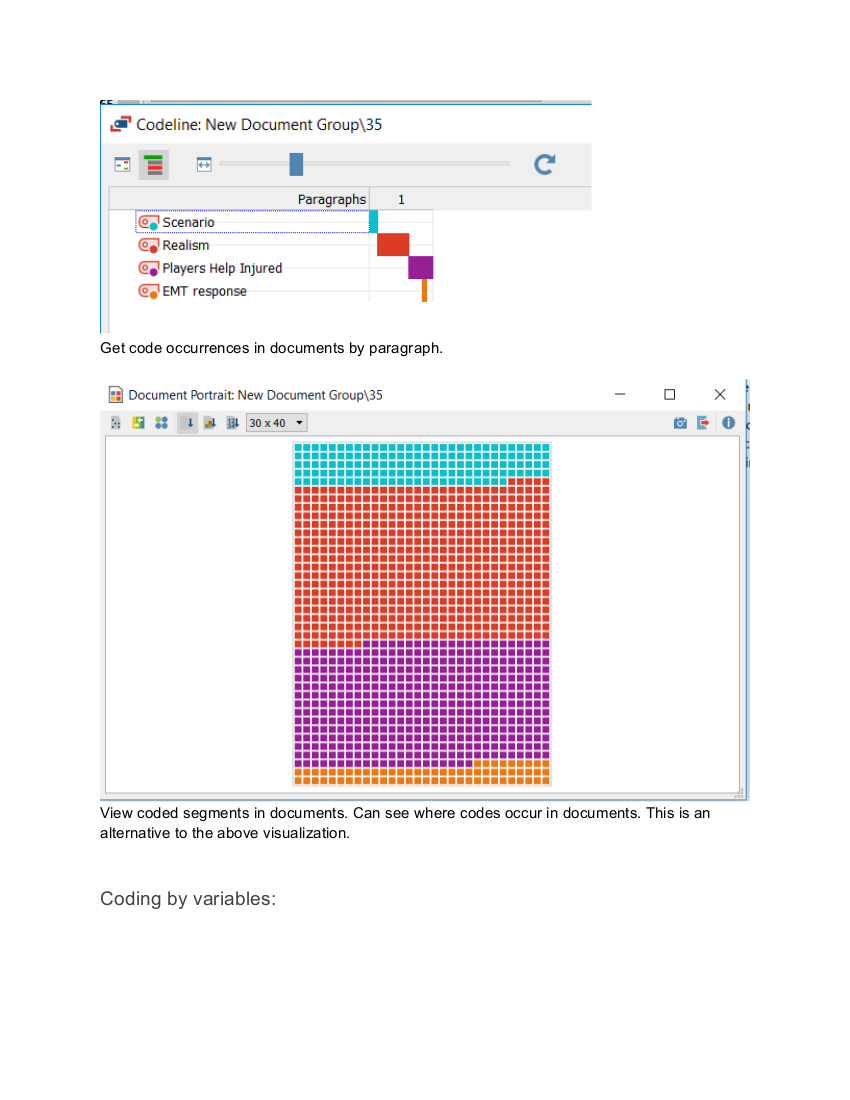 Codeline: New Document Group\35
Paragraphs 1
Scenario
Realism
Players Help Injured
EMT response
Get code occurrences in documents by paragraph.
Document Portrait: New Document Group\35
30 x 40
View coded segments in documents. Can see where codes occur in documents. This is an
alternative to the above visualization.
Coding by variables: